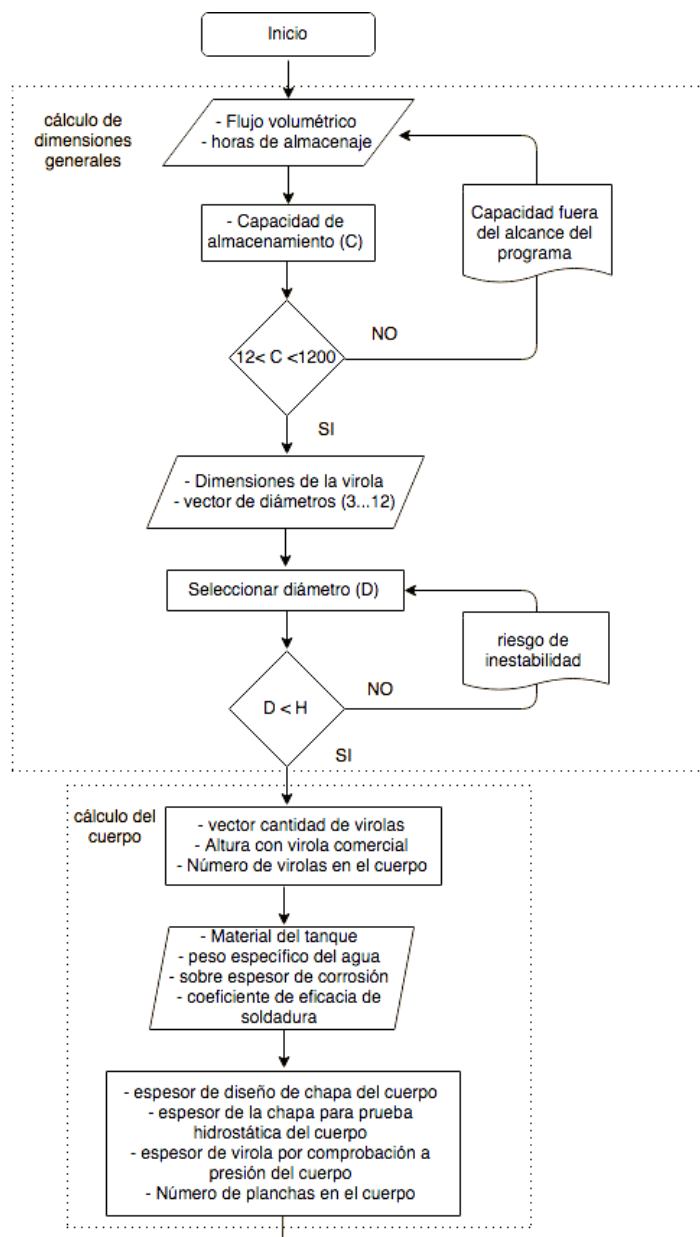 Inicio
cálculo de
dimensiones
generales
- Flujo volumétrico
- horas de almacenaje
Capacidad fuera
del alcance del
programa
- Capacidad de
almacenamiento (C)
12< C <1200
NO
SI
- Dimensiones de la virola
- vector de diámetros (3...12)
Seleccionar diámetro (D)
riesgo de
inestabilidad
D < H
NO
SI
cálculo del
cuerpo
- vector cantidad de virolas
- Altura con virola comercial
- Número de virolas en el cuerpo
- Material del tanque
- peso específico del agua
- sobre espesor de corrosión
- coeficiente de eficacia de
soldadura
- espesor de diseño de chapa del cuerpo
- espesor de la chapa para prueba
hidrostática del cuerpo
- espesor de virola por comprobación a
presión del cuerpo
- Número de planchas en el cuerpo